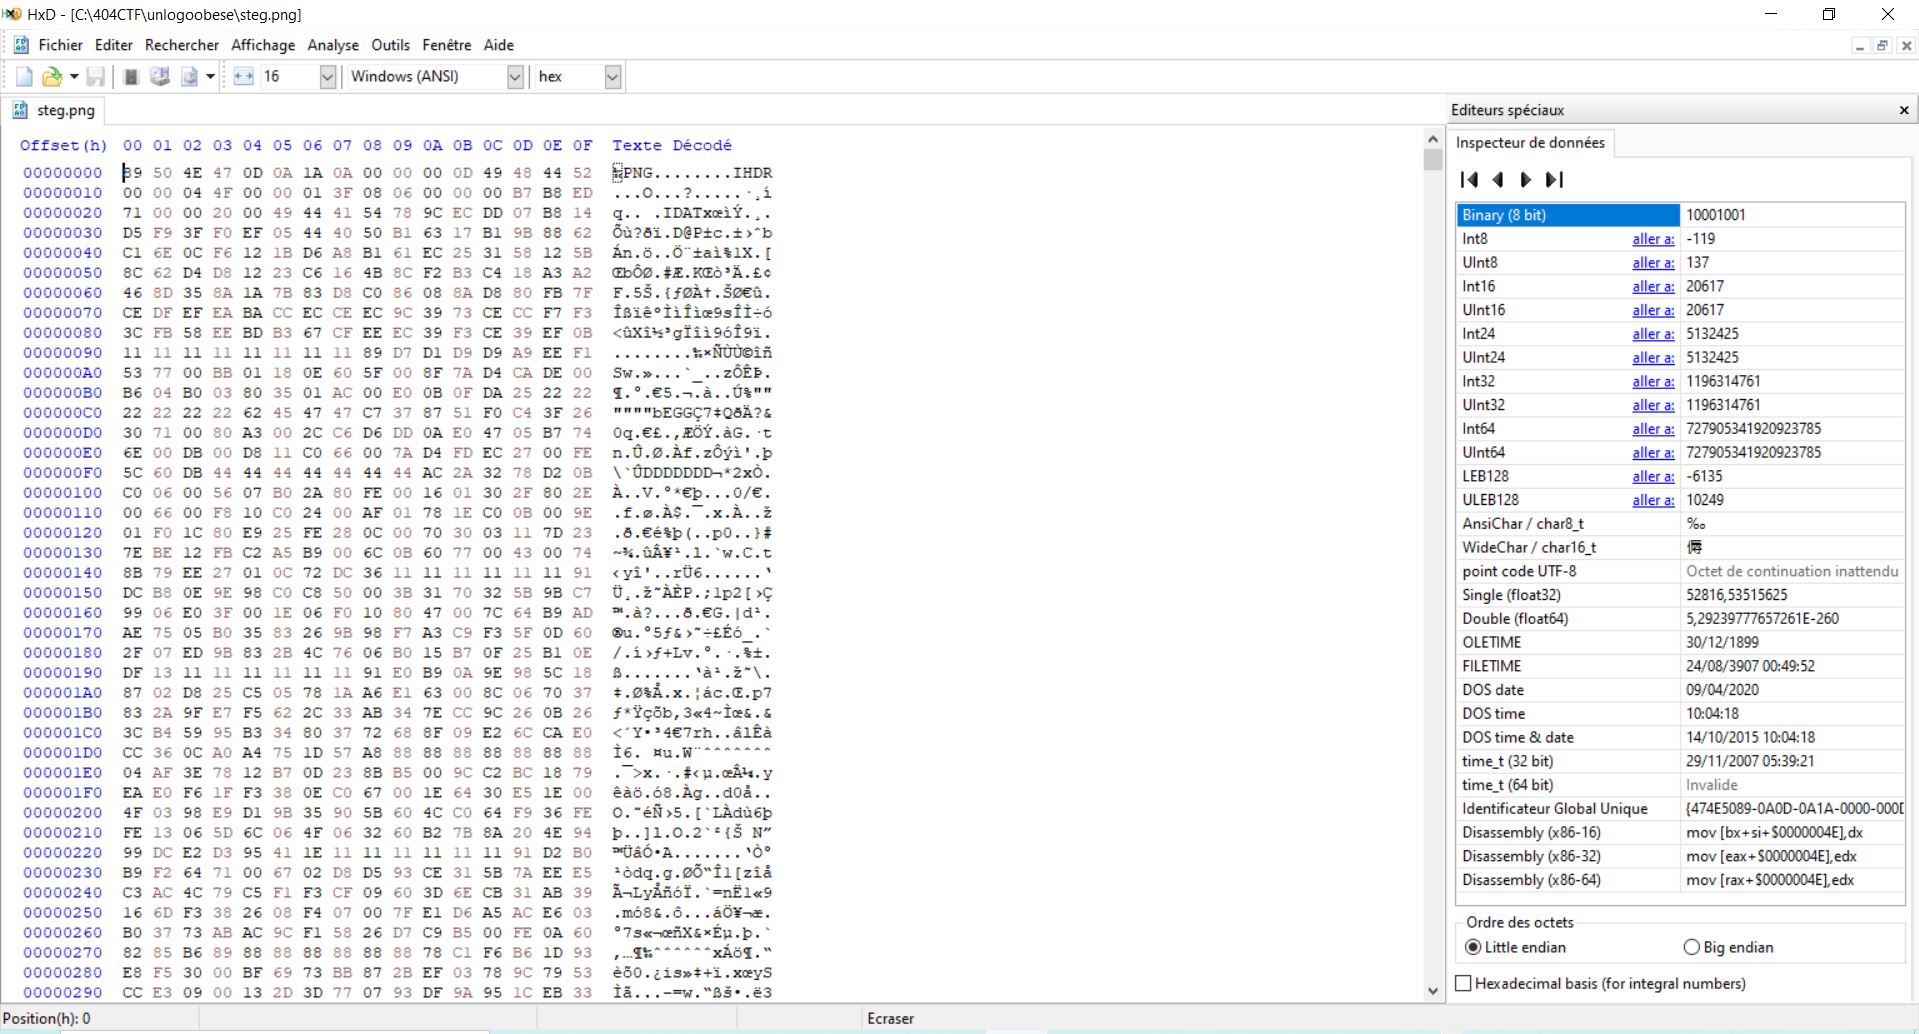 HxD - [C:\404CTF\unlogoobese\steg.png]
Fichier Editer Rechercher Affichage Analyse Outils Fenêtre Aide
16 Windows (ANSI) hex
steg.png
Offset(h) 00 01 02 03 04 05 06 07 08 09 0A 0B 0C 0D 0E 0F Texte Décodé
00000000 89 50 4E 47 0D 0A 1A 0A 00 00 00 0D 49 48 44 52 ‰PNG........IHDR
00000010 00 00 04 4F 00 00 01 3F 08 06 00 00 00 B7 B8 ED ...O...?.....·¸í
00000020 71 00 00 20 00 49 44 41 54 78 9C EC DD 07 B8 14 q.. .IDATxœìÝ.¸.
00000030 D5 F9 3F F0 EF 05 44 40 50 B1 63 17 B1 9B 88 62 Õù?ðï.D@P±c.±›ˆb
00000040 C1 6E 0C F6 12 1B D6 A8 B1 61 EC 25 31 58 12 5B Án.ö..Ö¨±aì%1X.[
00000050 8C 62 D4 D8 12 23 C6 16 4B 8C F2 B3 C4 18 A3 A2 ŒbÔØ.#Æ.KŒò³Ä.£¢
00000060 46 8D 35 8A 1A 7B 83 D8 C0 86 08 8A D8 80 FB 7F F.5Š.{ƒØÀ†.ŠØ€û.
00000070 CE DF EF EA BA CC EC CE EC 9C 39 73 CE CC F7 F3 Îßïêº̀ÌìÎìœ9sÎÌ÷ó
00000080 3C FB 58 EE BD B3 67 CF EE EC 39 F3 CE 39 EF 0B <ûXî½³gÏîì9óÎ9ï.
00000090 11 11 11 11 11 11 11 11 89 D7 D1 D9 D9 A9 EE F1 ........‰×ÑÙÙ©îñ
000000A0 53 77 00 BB 01 18 0E 60 5F 00 8F 7A D4 CA DE 00 Sw.»...`_..zÔÊÞ.
000000B0 B6 04 B0 03 80 35 01 AC 00 E0 0B 0F DA 25 22 22 ¶.°.€5.¬.à..Ú%""
000000C0 22 22 22 22 62 45 47 47 C7 37 87 51 F0 C4 3F 26 """"bEGGÇ7‡QðÄ?&
000000D0 30 71 00 80 A3 00 2C C6 D6 DD 0A E0 47 05 B7 74 0q.€£.,ÆÖÝ.àG.·t
000000E0 6E 00 DB 00 D8 11 C0 66 00 7A D4 FD EC 27 00 FE n.Û.Ø.Àf.zÔýì'.þ
000000F0 5C 60 DB 44 44 44 44 44 44 44 AC 2A 32 78 D2 0B \`ÛDDDDDDD¬*2xÒ.
00000100 C0 06 00 56 07 B0 2A 80 FE 00 16 01 30 2F 80 2E À..V.°*€þ...0/€.
00000110 00 66 00 F8 10 C0 24 00 AF 01 78 1E C0 0B 00 9E .f.ø.À$.¯.x.À..ž
00000120 01 F0 1C 80 E9 25 FE 28 0C 00 70 30 03 11 7D 23 .ð.€é%þ(..p0..}#
00000130 7E BE 12 FB C2 A5 B9 00 6C 0B 60 77 00 43 00 74 ~¾.ûÂ¥¹.l.`w.C.t
00000140 8B 79 EE 27 01 0C 72 DC 36 11 11 11 11 11 11 91 ‹yî'..rÜ6......‘
00000150 DC B8 0E 9E 98 C0 C8 50 00 3B 31 70 32 5B 9B C7 Ü¸.ž˜ÀÈP.;1p2[›Ç
00000160 99 06 E0 3F 00 1E 06 F0 10 80 47 00 7C 64 B9 AD ™.à?...ð.€G.|d¹.
00000170 AE 75 05 B0 35 83 26 9B 98 F7 A3 C9 F3 5F 0D 60 ®u.°5ƒ&›˜÷£Éó_.`
00000180 2F 07 ED 9B 83 2B 4C 76 06 B0 15 B7 0F 25 B1 0E /.í›ƒ+Lv.°.·.%±.
00000190 DF 13 11 11 11 11 11 11 91 E0 B9 0A 9E 98 5C 18 ß.......‘à¹.ž˜\.
000001A0 87 02 D8 25 C5 05 78 1A A6 E1 63 00 8C 06 70 37 ‡.Ø%Å.x.¦ác.Œ.p7
000001B0 83 2A 9F E7 F5 62 2C 33 AB 34 7E CC 9C 26 0B 26 ƒ*Ÿçõb,3«4~Ìœ&.&
000001C0 3C B4 59 95 B3 34 80 37 72 68 8F 09 E2 6C CA E0 <´Y•³4€7rh..âlÊà
000001D0 CC 36 0C A0 A4 75 1D 57 A8 88 88 88 88 88 88 88 Ì6. ¤u.W¨ˆˆˆˆˆˆˆ
000001E0 04 AF 3E 78 12 B7 0D 23 8B B5 00 9C C2 BC 18 79 .¯>x.·.#‹µ.œÂ¼.y
000001F0 EA E0 F6 1F F3 38 0E C0 67 00 1E 64 30 E5 1E 00 êàö.ó8.Àg..d0å..
00000200 4F 03 98 E9 D1 9B 35 90 5B 60 4C C0 64 F9 36 FE O.˜éÑ›5.[`LÀdù6þ
00000210 FE 13 06 5D 6C 06 4F 06 32 60 B2 7B 8A 20 4E 94 þ..]l.O.2`²{Š N”
00000220 99 DC E2 D3 95 41 1E 11 11 11 11 11 11 91 D2 B0 ™ÜâÓ•A.......‘Ò°
00000230 B9 F2 64 71 00 67 02 D8 D5 93 CE 31 5B 7A EE E5 ¹òdq.g.ØÕ“Î1[zîå
00000240 C3 AC 4C 79 C5 F1 F3 CF 09 60 3D 6E CB 31 AB 39 Ã¬LyÅñóÏ.`=nË1«9
00000250 16 6D F3 38 26 08 F4 07 00 7F E1 D6 A5 AC E6 03 .mó8&.ô...áÖ¥¬æ.
00000260 B0 37 73 AB AC 9C F1 58 26 D7 C9 B5 00 FE 0A 60 °7s«¬œñX&×Éµ.þ.`
00000270 82 85 B6 89 88 88 88 88 88 88 78 C1 F6 B6 1D 93 ‚…¶‰ˆˆˆˆˆˆxÁö¶.“
00000280 E8 F5 30 00 BF 69 73 BB 87 2B EF 03 78 9C 79 53 èõ0.¿is»‡+ï.xœyS
00000290 CC E3 09 00 13 2D 3D 77 07 93 DF 9A 95 1C EB 33 Ìã...-=w.“ßš•.ë3
Editeurs spéciaux
Inspecteur de données
Binary (8 bit) 10001001
Int8 aller a: -119
UInt8 aller a: 137
Int16 aller a: 20617
UInt16 aller a: 20617
Int24 aller a: 5132425
UInt24 aller a: 5132425
Int32 aller a: 1196314761
UInt32 aller a: 1196314761
Int64 aller a: 727905341920923785
UInt64 aller a: 727905341920923785
LEB128 aller a: -6135
ULEB128 aller a: 10249
AnsiChar / char8_t ‰
WideChar / char16_t
point code UTF-8 Octet de continuation inattendu
Single (float32) 52816,53515625
Double (float64) 5,29239777657261E-260
OLETIME 30/12/1899
FILETIME 24/08/3907 00:49:52
DOS date 09/04/2020
DOS time 10:04:18
DOS time & date 14/10/2015 10:04:18
time_t (32 bit) 29/11/2007 05:39:21
time_t (64 bit) Invalide
Identificateur Global Unique {474E5089-0A0D-0A1A-0000-000D
Disassembly (x86-16) mov [bx+si+$0000004E],dx
Disassembly (x86-32) mov [eax+$0000004E],edx
Disassembly (x86-64) mov [rax+$0000004E],edx
Ordre des octets
Little endian Big endian
Hexadecimal basis (for integral numbers)
Position(h): 0 Ecraser